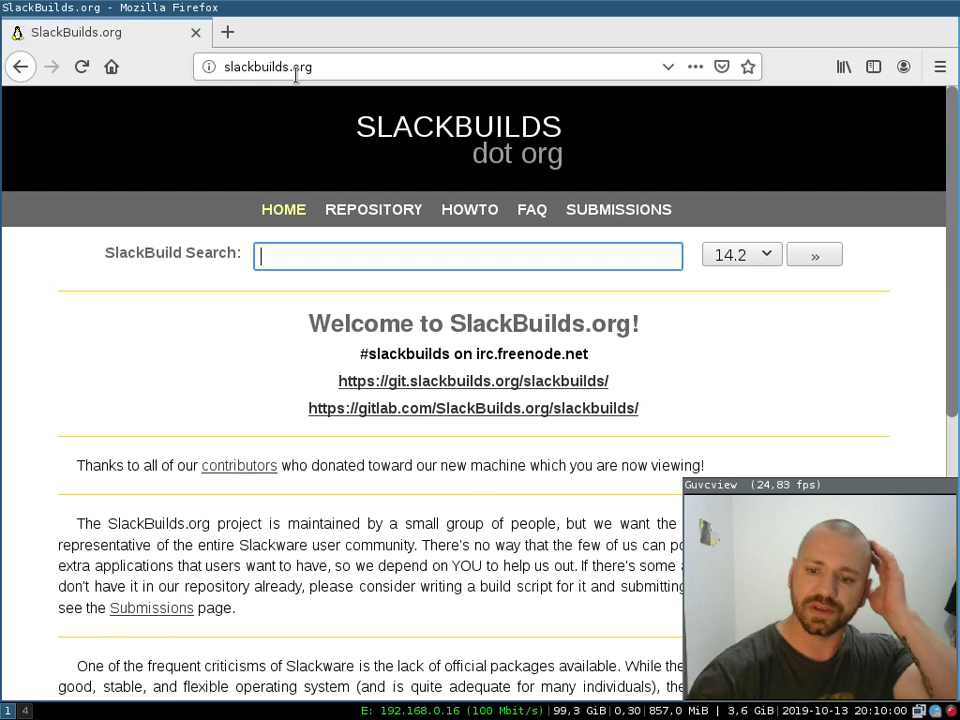 SlackBuilds.org - Mozilla Firefox
SlackBuilds.org
slackbuilds.org
SLACKBUILDS
dot org
HOME REPOSITORY HOWTO FAQ SUBMISSIONS
SlackBuild Search: 14.2 »
Welcome to SlackBuilds.org!
#slackbuilds on irc.freenode.net
https://git.slackbuilds.org/slackbuilds/
https://gitlab.com/SlackBuilds.org/slackbuilds/
Thanks to all of our contributors who donated toward our new machine which you are now viewing!
The SlackBuilds.org project is maintained by a small group of people, but we want the
representative of the entire Slackware user community. There's no way that the few of us can
extra applications that users want to have, so we depend on YOU to help us out. If there's some
don't have it in our repository already, please consider writing a build script for it and submitting
see the Submissions page.
One of the frequent criticisms of Slackware is the lack of official packages available. While the
good, stable, and flexible operating system (and is quite adequate for many individuals), the
Guvcview (24,83 fps)
1 4 E: 192.168.0.16 (100 Mbit/s)|99,3 GiB|0,30|857,0 MiB | 3,6 GiB|2019-10-13 20:10:00